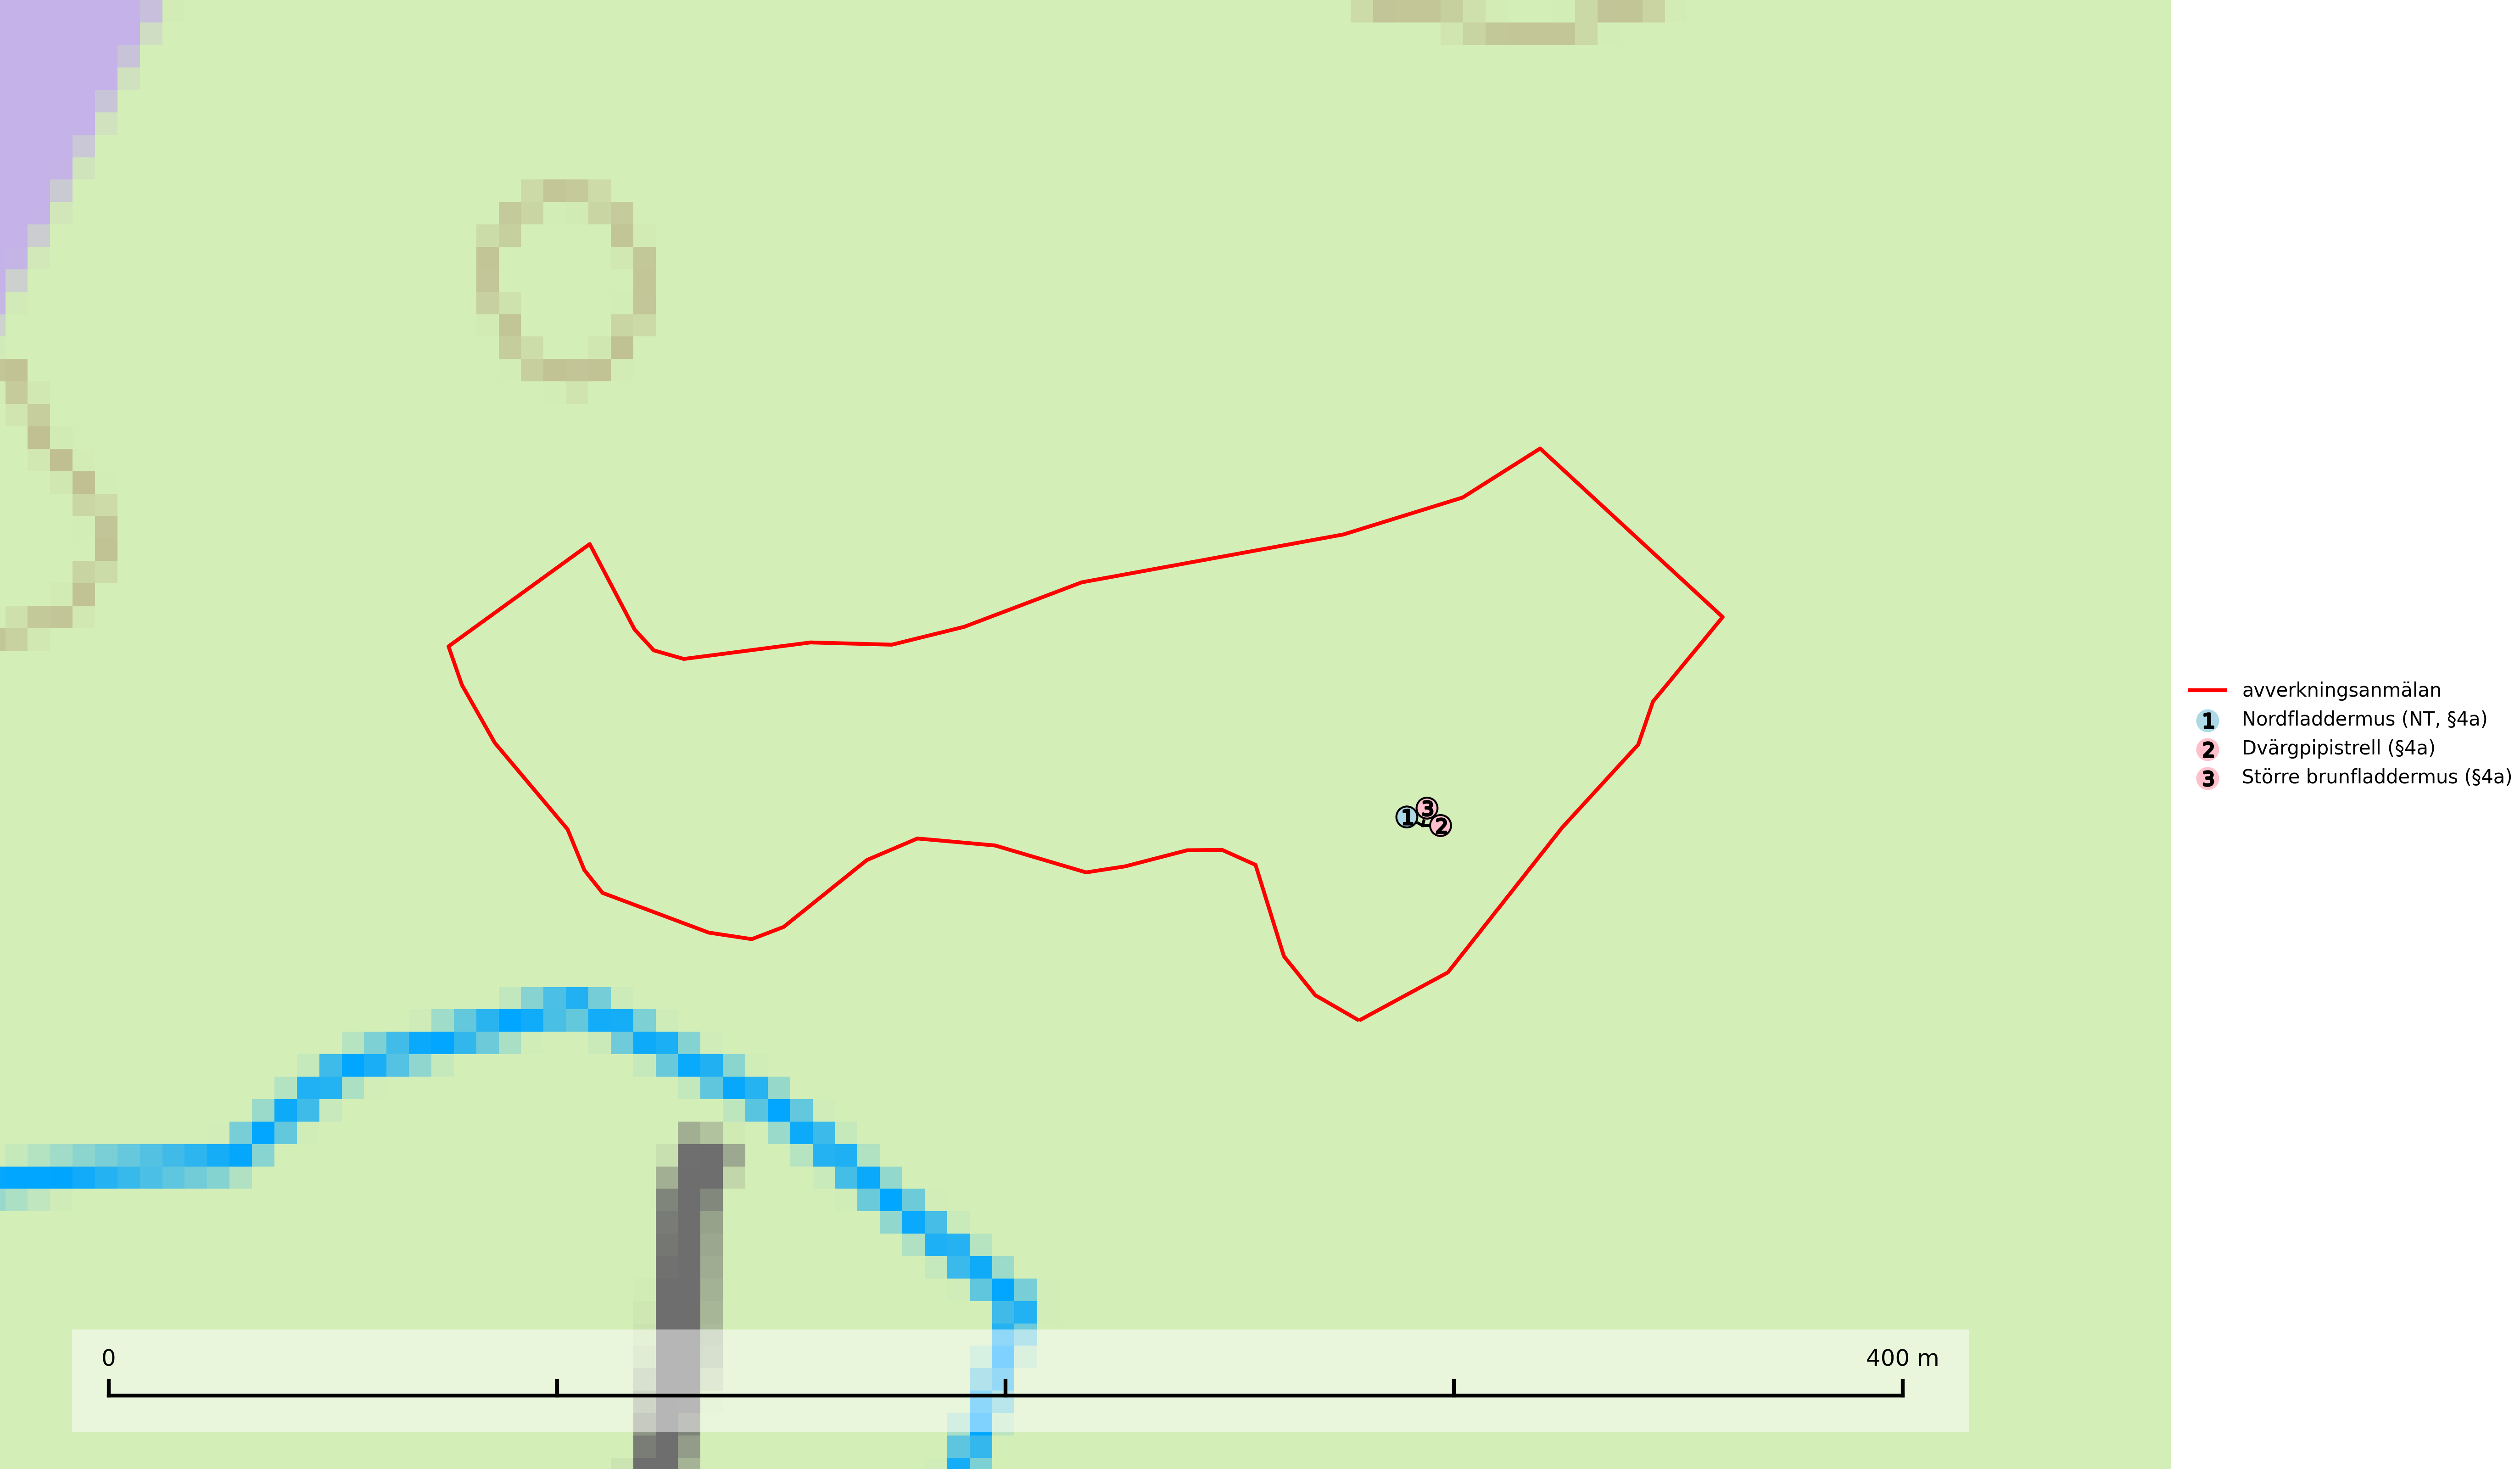 avverkningsanmälan
1 Nordfladdermus (NT, §4a)
2 Dvärgpipistrell (§4a)
3 Större brunfladdermus (§4a)
3
1
2
0
400 m